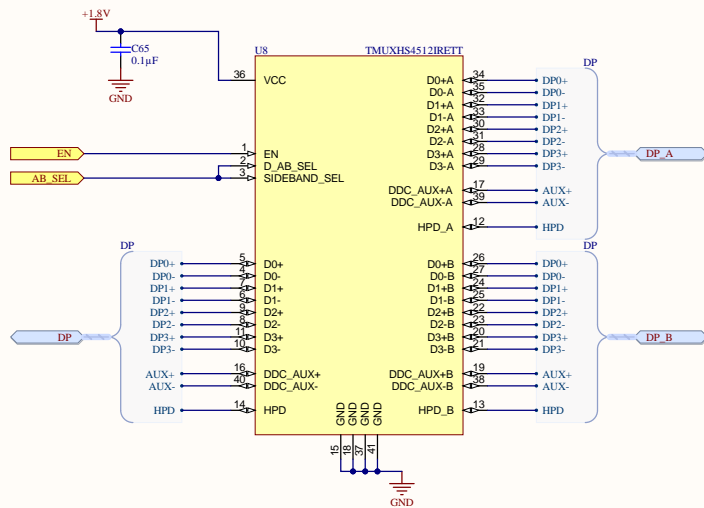 +1.8V
C65
0.1µF
GND
U8
TMUXHS4512IRETT
36
VCC
EN
1
EN
2
D_AB_SEL
AB_SEL
3
SIDEBAND_SEL
DP
34
D0+A
DP0+
35
D0-A
DP0-
32
D1+A
DP1+
33
D1-A
DP1-
30
D2+A
DP2+
31
D2-A
DP2-
28
D3+A
DP3+
29
D3-A
DP3-
DP_A
17
DDC_AUX+A
AUX+
39
DDC_AUX-A
AUX-
12
HPD_A
HPD
DP
DP0+
5
D0+
DP0-
4
D0-
DP1+
7
D1+
DP1-
6
D1-
DP2+
9
D2+
DP2-
8
D2-
DP3+
11
D3+
DP3-
10
D3-
DP
AUX+
16
DDC_AUX+
AUX-
40
DDC_AUX-
HPD
14
HPD
DP
D0+B
26
DP0+
D0-B
27
DP0-
D1+B
24
DP1+
D1-B
25
DP1-
D2+B
22
DP2+
D2-B
23
DP2-
D3+B
20
DP3+
D3-B
21
DP3-
DP_B
DDC_AUX+B
19
AUX+
DDC_AUX-B
38
AUX-
HPD_B
13
HPD
GND
GND
GND
GND
15
18
37
41
GND